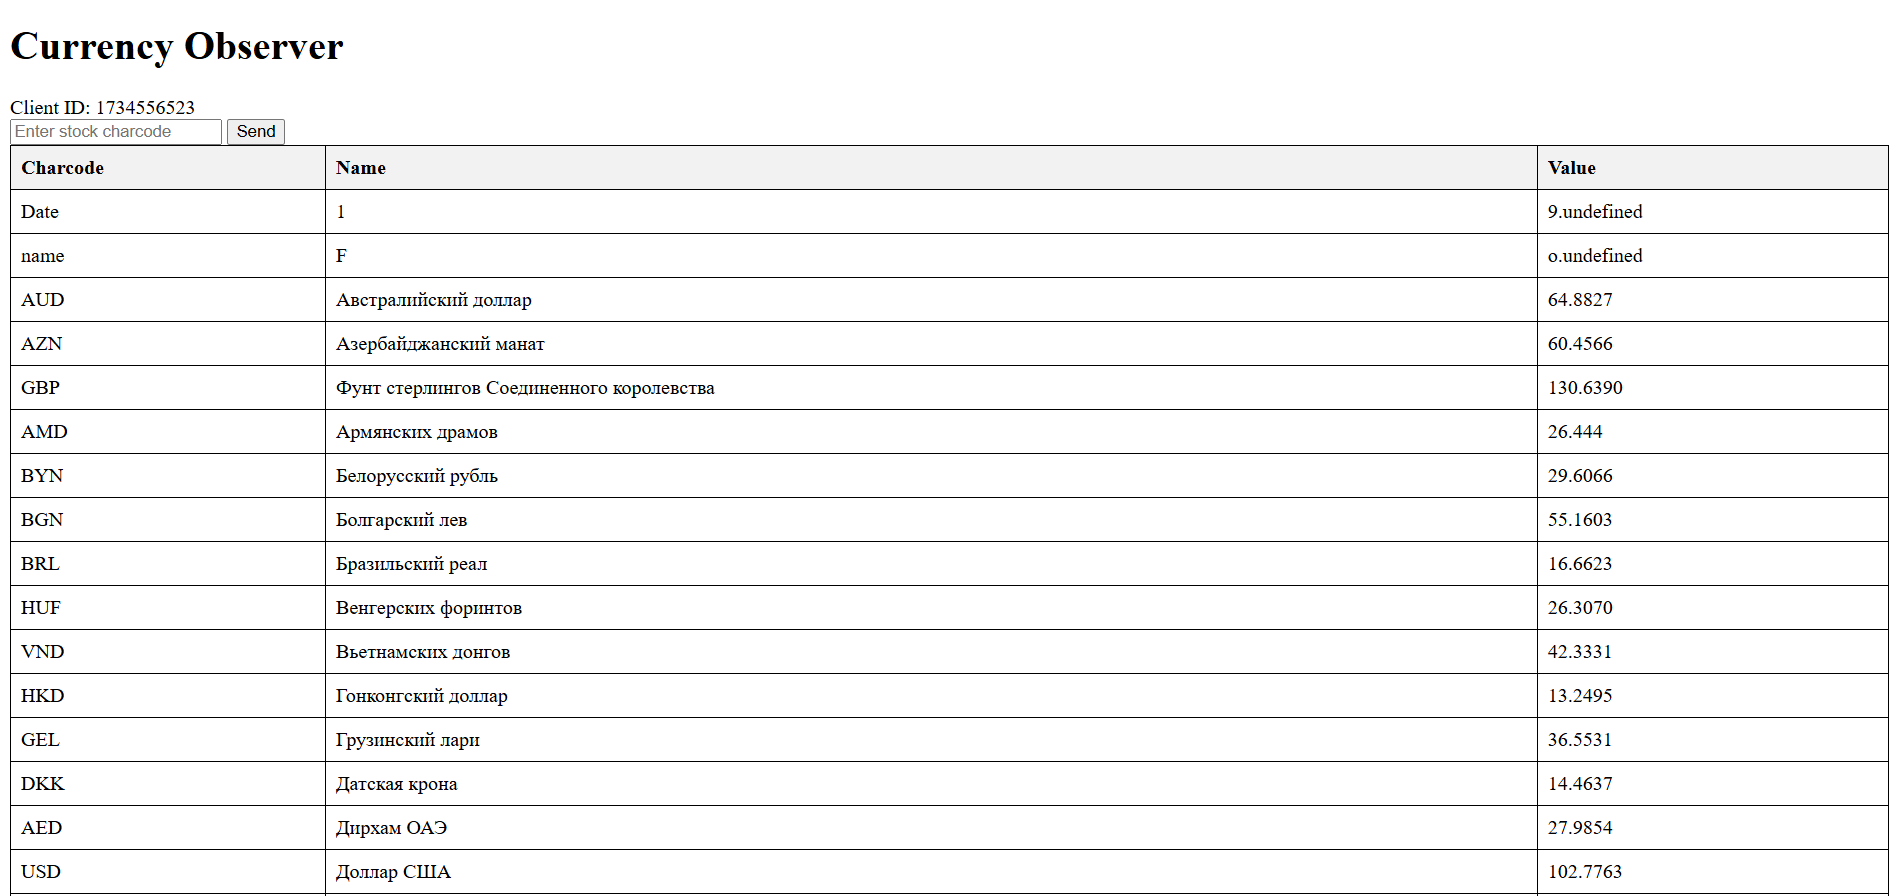 Currency Observer
Client ID: 1734556523
Enter stock charcode Send
Charcode Name Value
Date 1 9.undefined
name F o.undefined
AUD Австралийский доллар 64.8827
AZN Азербайджанский манат 60.4566
GBP Фунт стерлингов Соединенного королевства 130.6390
AMD Армянских драмов 26.444
BYN Белорусский рубль 29.6066
BGN Болгарский лев 55.1603
BRL Бразильский реал 16.6623
HUF Венгерских форинтов 26.3070
VND Вьетнамских донгов 42.3331
HKD Гонконгский доллар 13.2495
GEL Грузинский лари 36.5531
DKK Датская крона 14.4637
AED Дирхам ОАЭ 27.9854
USD Доллар США 102.7763